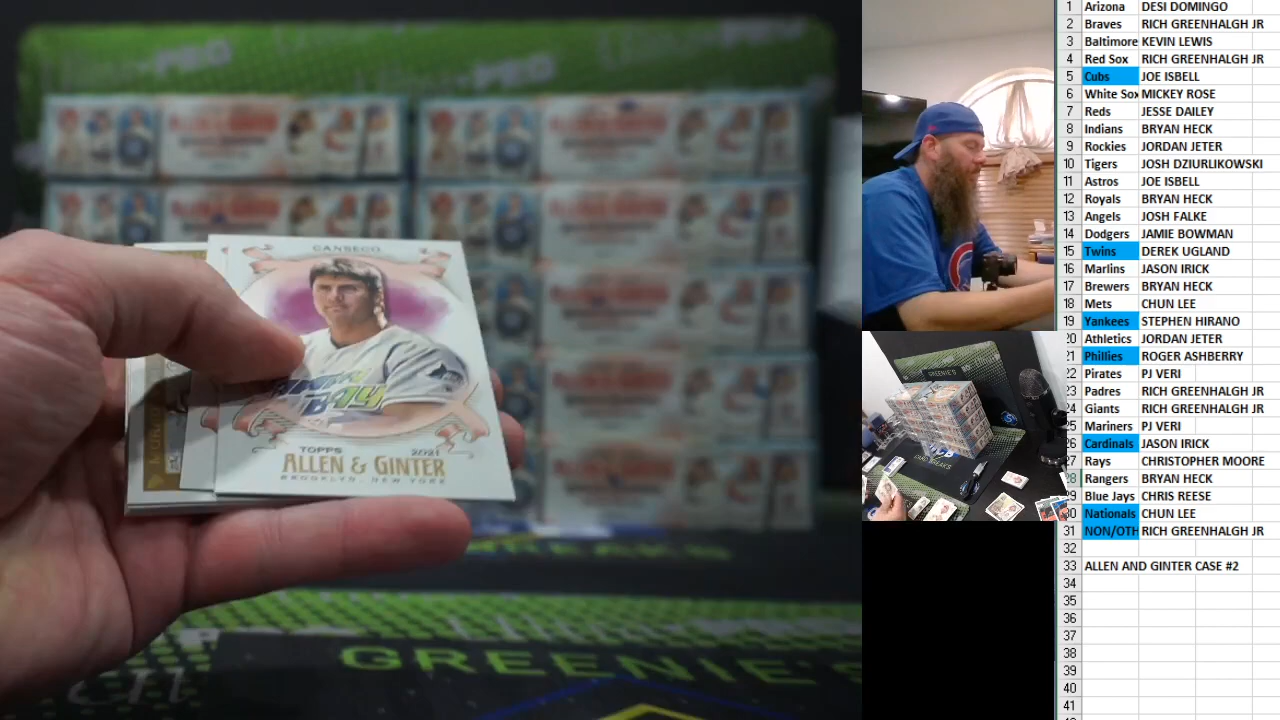 CANSECO
TAMPA BAY
TOPPS 2021
ALLEN & GINTER
BROOKLYN, NEW YORK
GREENIE'S
GREENIE'S
CARD BREAKS
1 Arizona DESI DOMINGO
2 Braves RICH GREENHALGH JR
3 Baltimore KEVIN LEWIS
4 Red Sox RICH GREENHALGH JR
5 Cubs JOE ISBELL
6 White Sox MICKEY ROSE
7 Reds JESSE DAILEY
8 Indians BRYAN HECK
9 Rockies JORDAN JETER
10 Tigers JOSH DZIURLIKOWSKI
11 Astros JOE ISBELL
12 Royals BRYAN HECK
13 Angels JOSH FALKE
14 Dodgers JAMIE BOWMAN
15 Twins DEREK UGLAND
16 Marlins JASON IRICK
17 Brewers BRYAN HECK
18 Mets CHUN LEE
19 Yankees STEPHEN HIRANO
20 Athletics JORDAN JETER
21 Phillies ROGER ASHBERRY
22 Pirates PJ VERI
23 Padres RICH GREENHALGH JR
24 Giants RICH GREENHALGH JR
25 Mariners PJ VERI
26 Cardinals JASON IRICK
27 Rays CHRISTOPHER MOORE
28 Rangers BRYAN HECK
29 Blue Jays CHRIS REESE
30 Nationals CHUN LEE
31 NON/OTH RICH GREENHALGH JR
32
33 ALLEN AND GINTER CASE #2
34
35
36
37
38
39
40
41